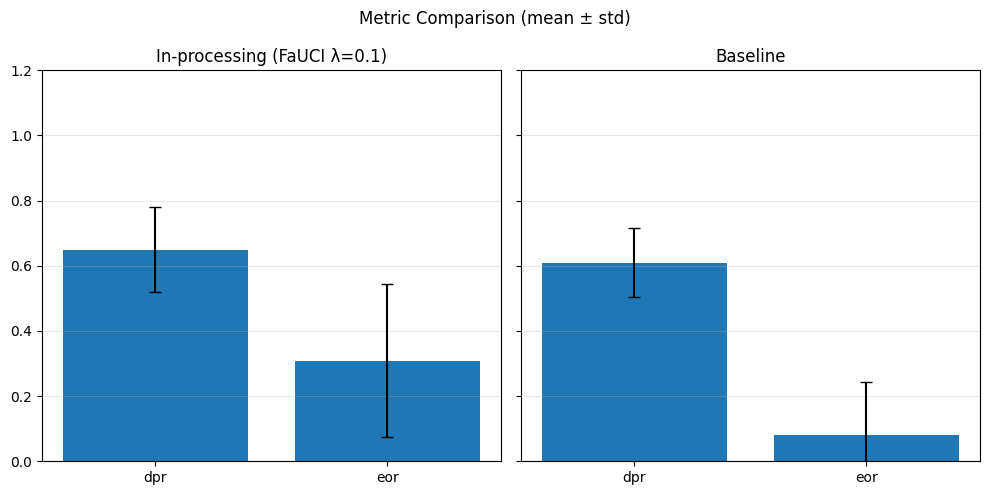 Metric Comparison (mean ± std)
In-processing (FaUCI λ=0.1)
Baseline
1.2
1.0
0.8
0.6
0.4
0.2
0.0
dpr
eor
dpr
eor